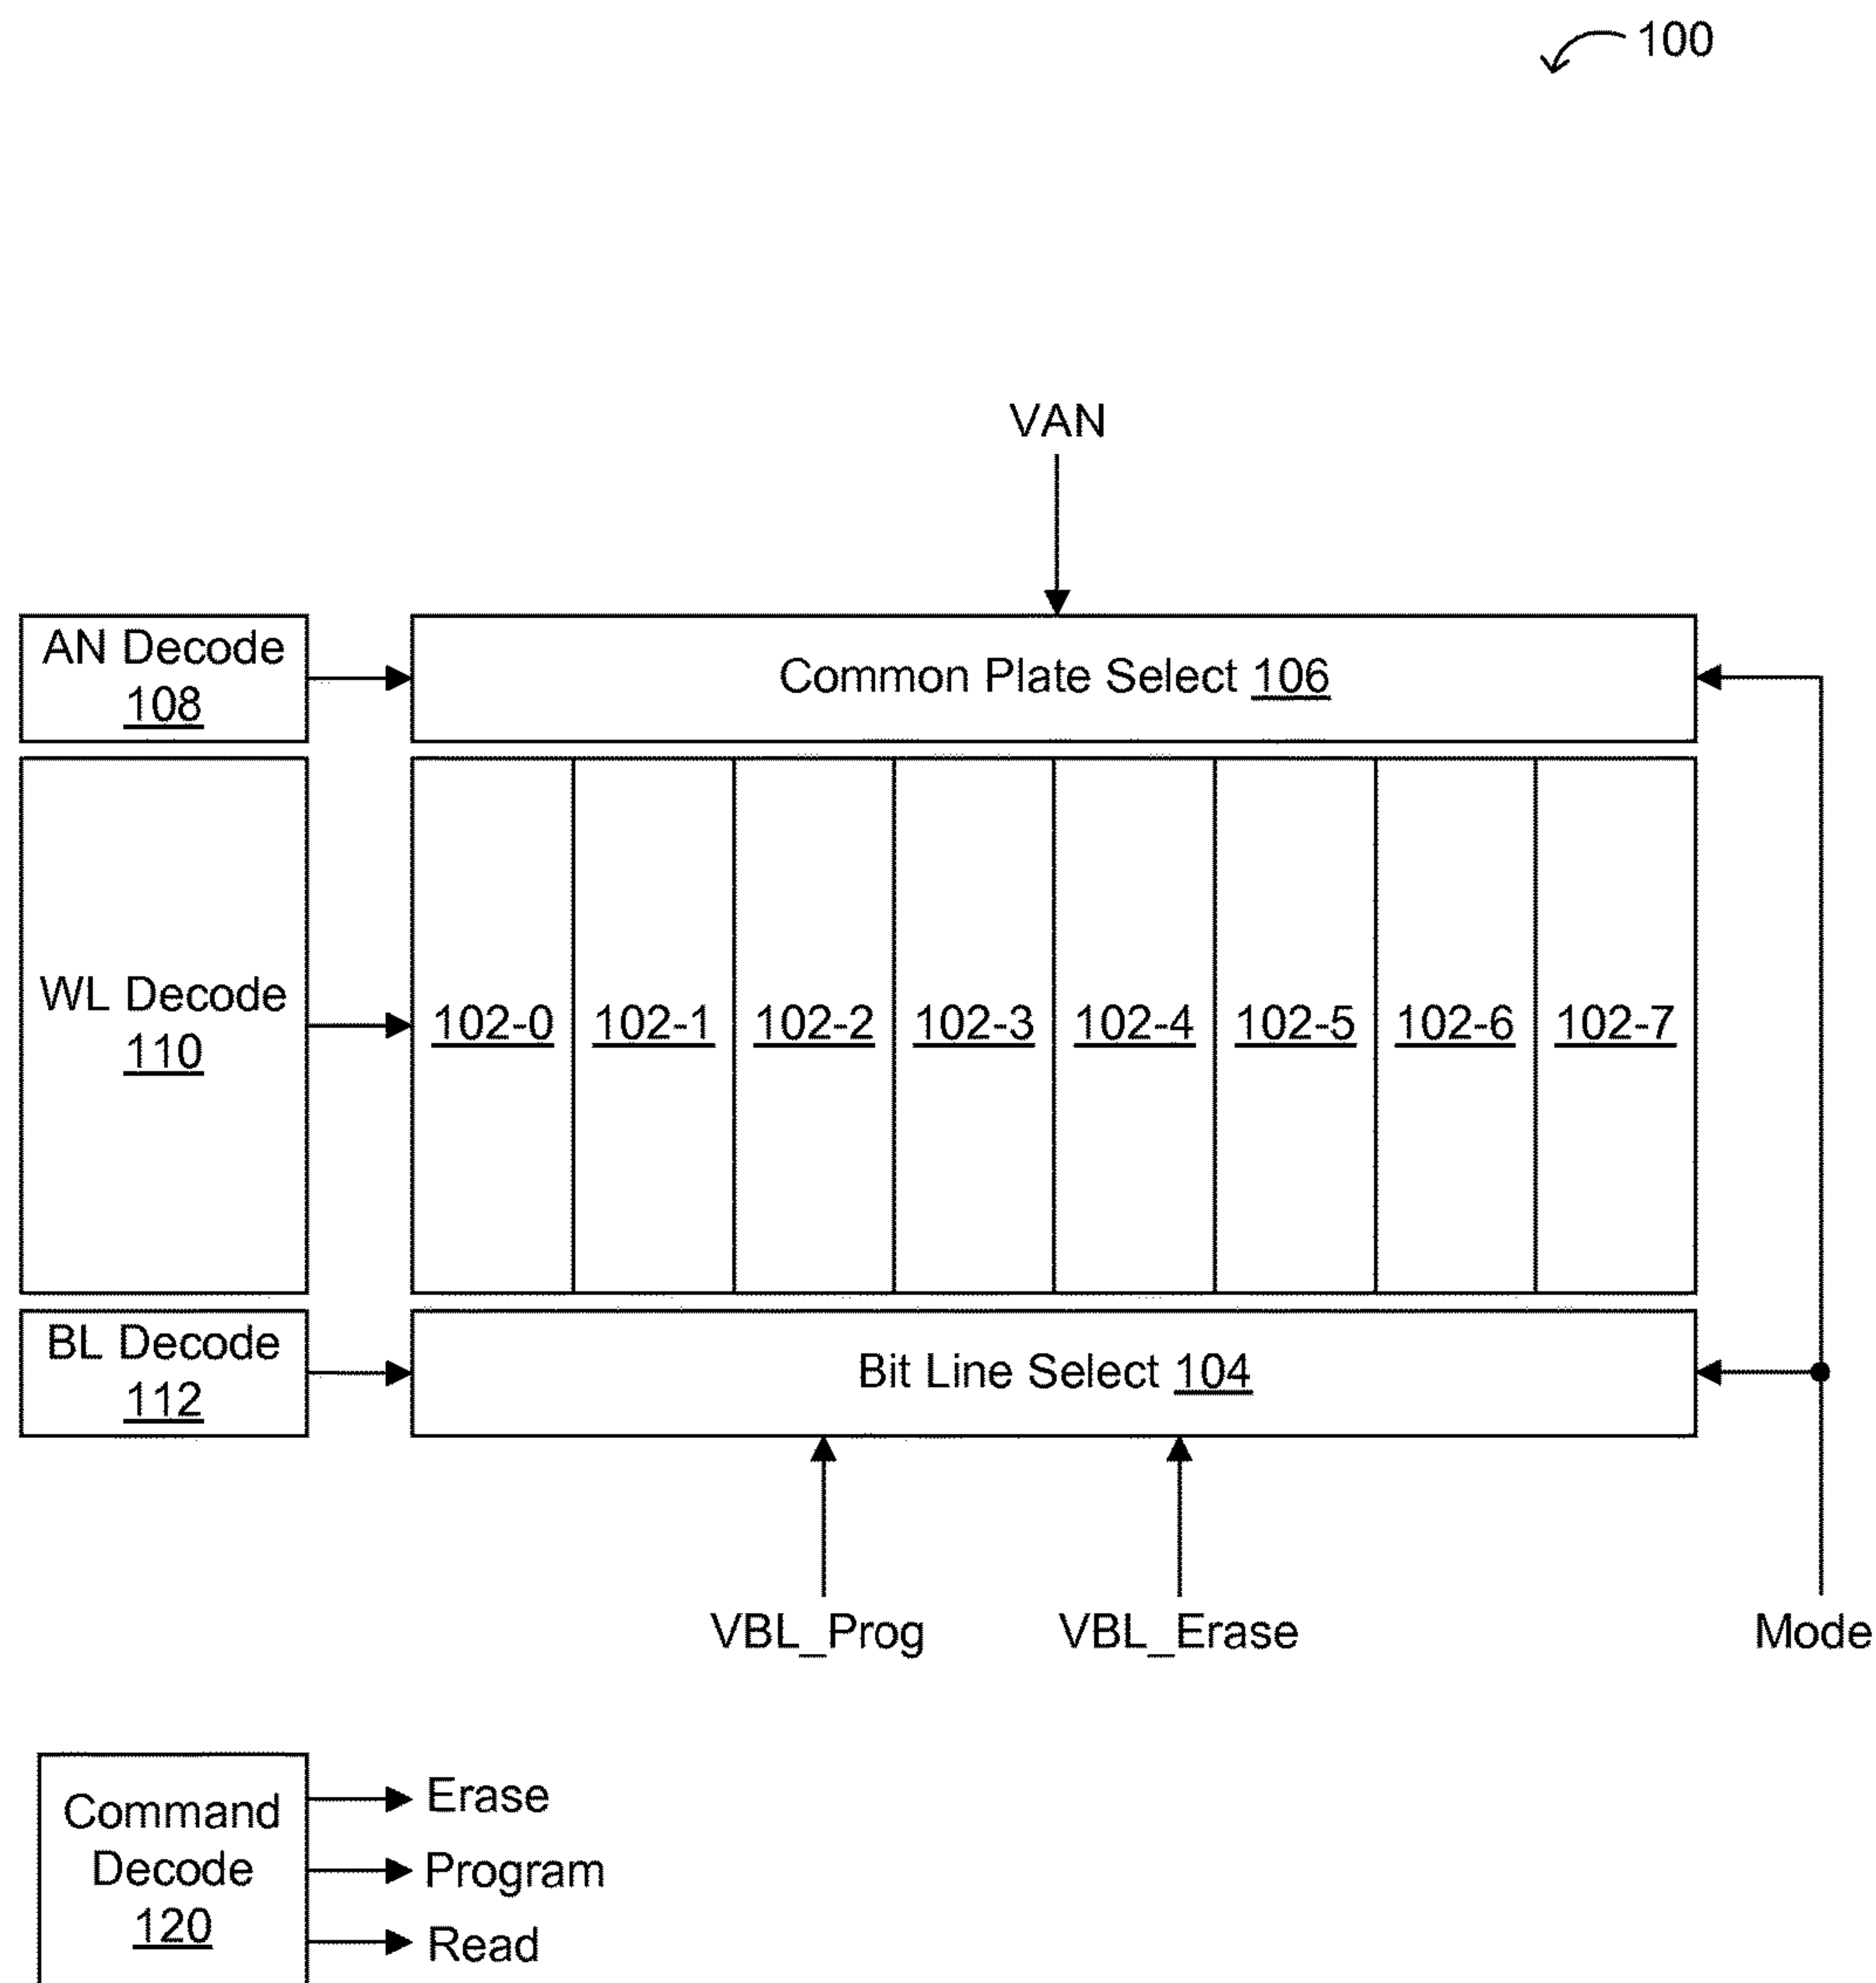 100
VAN
AN Decode
108
Common Plate Select 106
WL Decode
110
102-0 102-1 102-2 102-3 102-4 102-5 102-6 102-7
BL Decode
112
Bit Line Select 104
VBL_Prog VBL_Erase Mode
Command
Decode
120
Erase
Program
Read